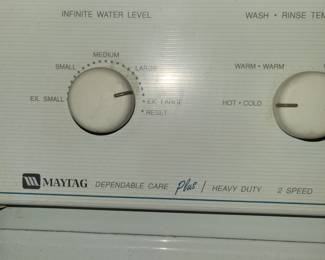 INFINITE WATER LEVEL
WASH • RINSE TEM
MEDIUM
SMALL
LARGE
EX. SMALL
EX. LARGE
RESET
WARM • WARM
HOT • COLD
MAYTAG DEPENDABLE CARE Plus / HEAVY DUTY 2 SPEED